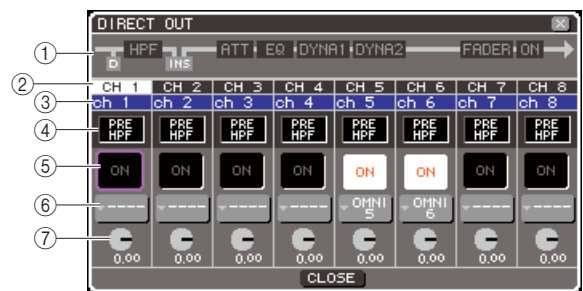 DIRECT OUT
① HPF ATT EQ DYNA1 DYNA2 FADER ON
D INS
② CH 1 CH 2 CH 3 CH 4 CH 5 CH 6 CH 7 CH 8
③ ch 1 ch 2 ch 3 ch 4 ch 5 ch 6 ch 7 ch 8
④ PRE PRE PRE PRE PRE PRE PRE PRE
HPF HPF HPF HPF HPF HPF HPF HPF
⑤ ON ON ON ON ON ON ON ON
⑥ ---- ---- ---- ---- OMNI OMNI ---- ----
5 6
⑦ 0.00 0.00 0.00 0.00 0.00 0.00 0.00 0.00
CLOSE